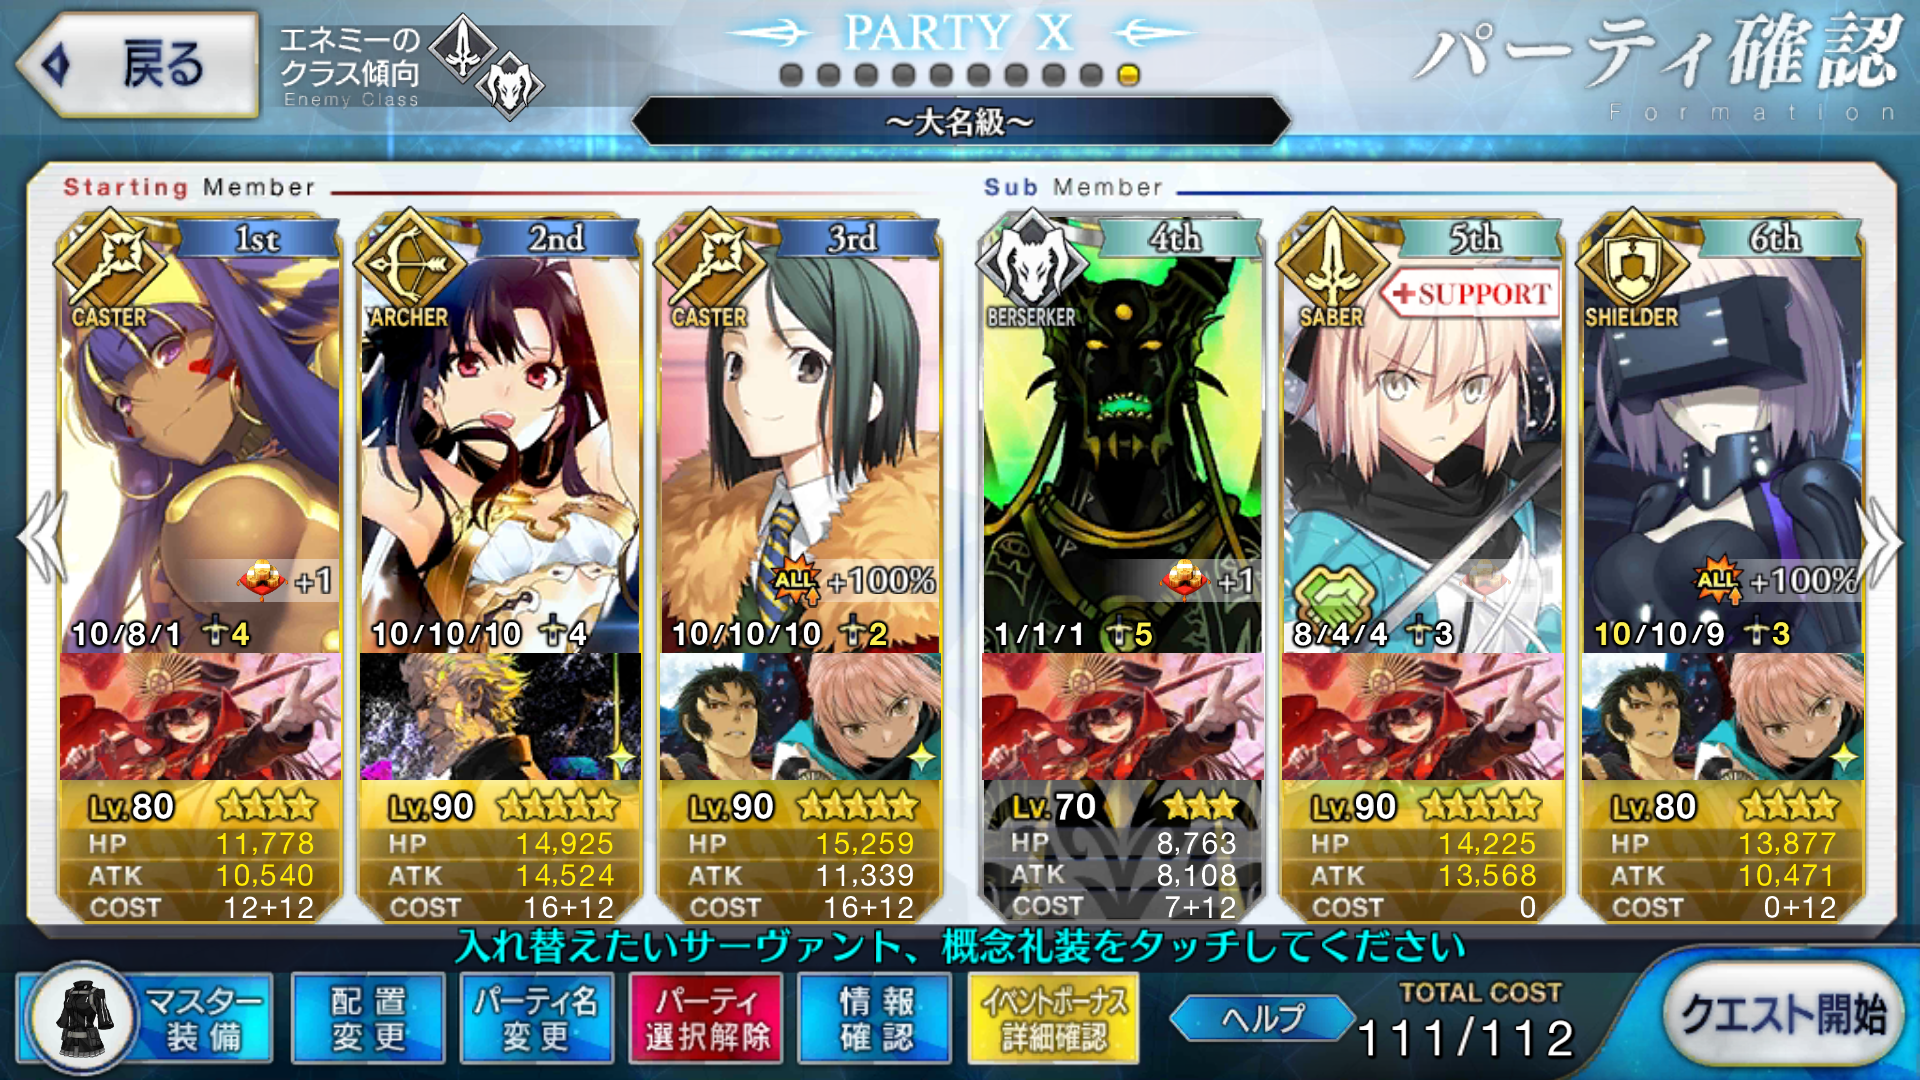 戻る
エネミーの
クラス傾向
Enemy Class
PARTY X
～大名級～
パーティ確認
Formation
Starting Member
Sub Member
1st
CASTER
+1
10/8/1 4
Lv.80
HP 11,778
ATK 10,540
COST 12+12
2nd
ARCHER
10/10/10 4
Lv.90
HP 14,925
ATK 14,524
COST 16+12
3rd
CASTER
ALL +100%
10/10/10 2
Lv.90
HP 15,259
ATK 11,339
COST 16+12
4th
BERSERKER
+1
1/1/1 5
Lv.70
HP 8,763
ATK 8,108
COST 7+12
5th
+SUPPORT
SABER
+1
8/4/4 3
Lv.90
HP 14,225
ATK 13,568
COST 0
6th
SHIELDER
ALL +100%
10/10/9 3
Lv.80
HP 13,877
ATK 10,471
COST 0+12
入れ替えたいサーヴァント、概念礼装をタッチしてください
マスター
装備
配置
変更
パーティ名
変更
パーティ
選択解除
情報
確認
イベントボーナス
詳細確認
ヘルプ
TOTAL COST
111/112
クエスト開始